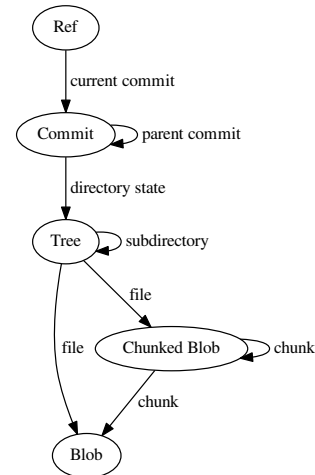 Ref
current commit
Commit
parent commit
directory state
Tree
subdirectory
file
Chunked Blob
chunk
file
chunk
Blob